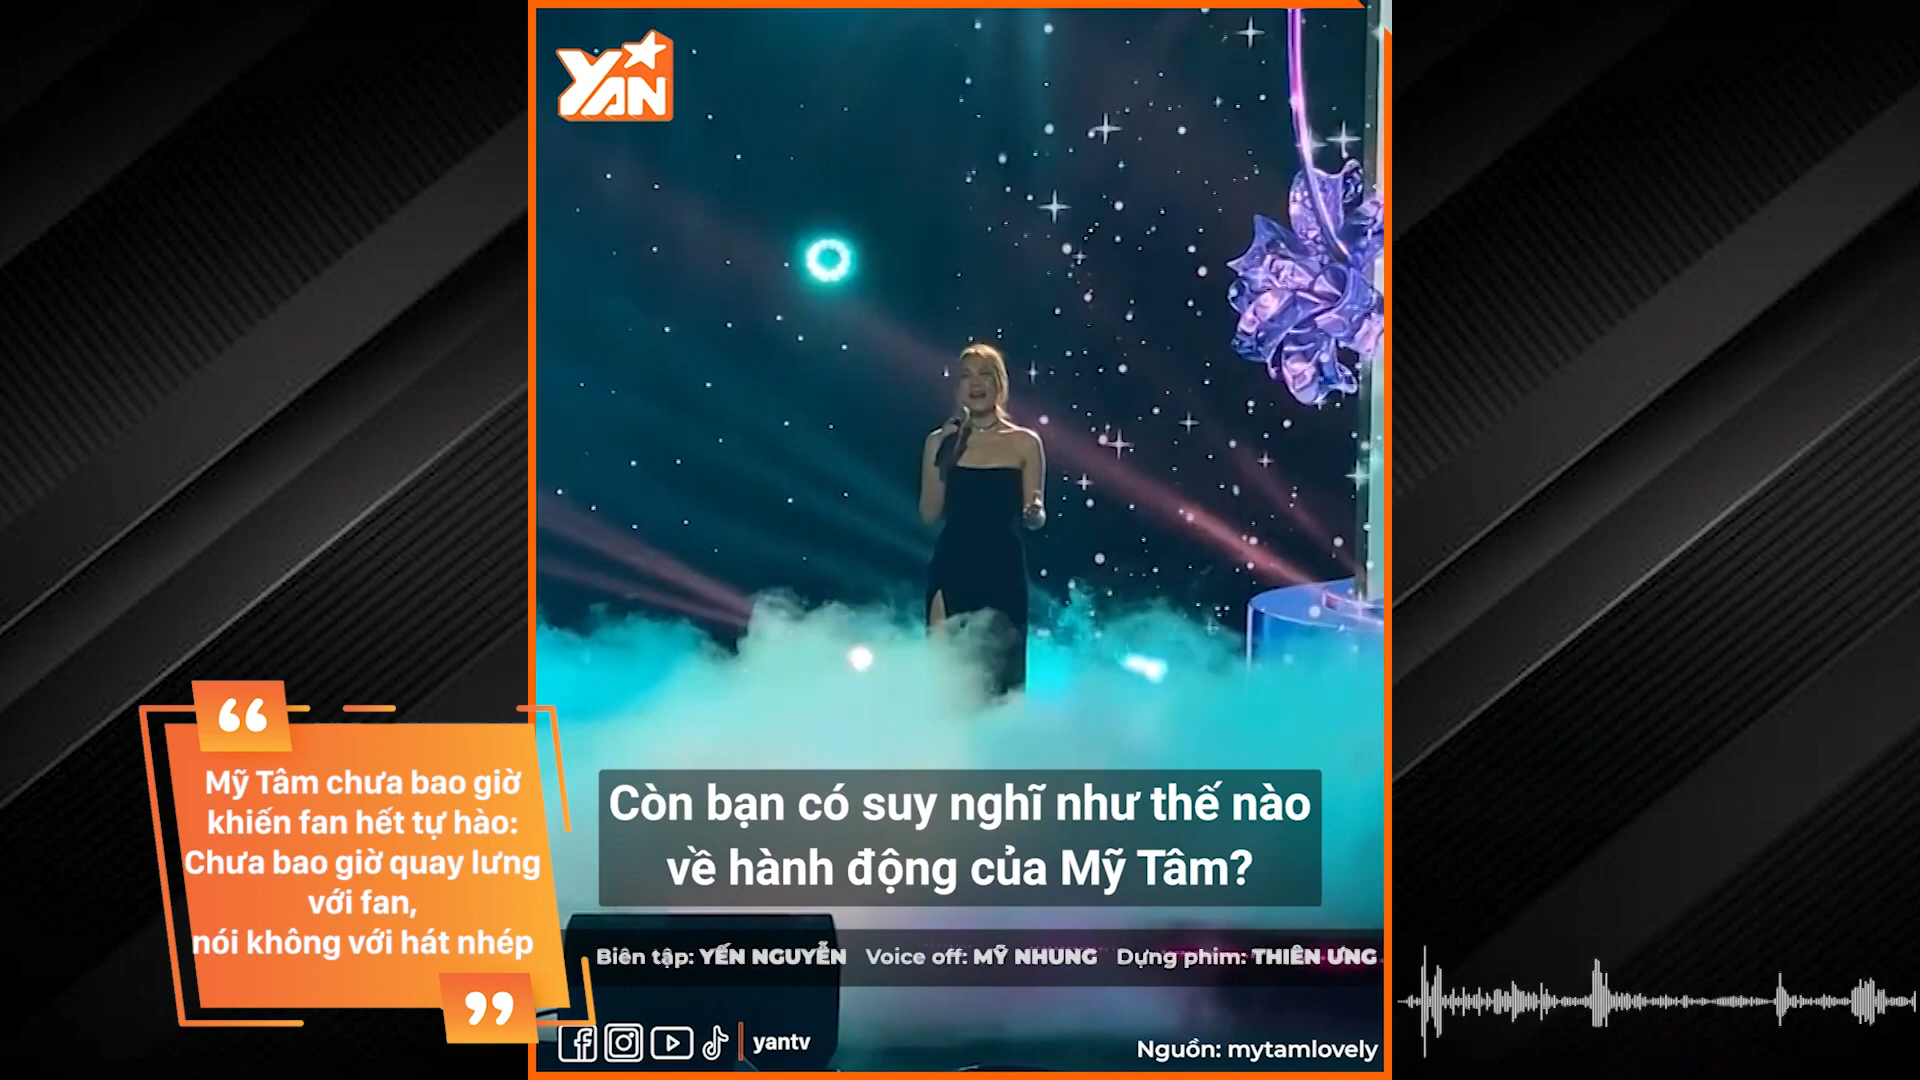 YAN
Mỹ Tâm chưa bao giờ
khiến fan hết tự hào:
Chưa bao giờ quay lưng
với fan,
nói không với hát nhép
Còn bạn có suy nghĩ như thế nào
về hành động của Mỹ Tâm?
Biên tập: YẾN NGUYỄN Voice off: MỸ NHUNG Dựng phim: THIÊN ƯNG
yantv
Nguồn: mytamlovely